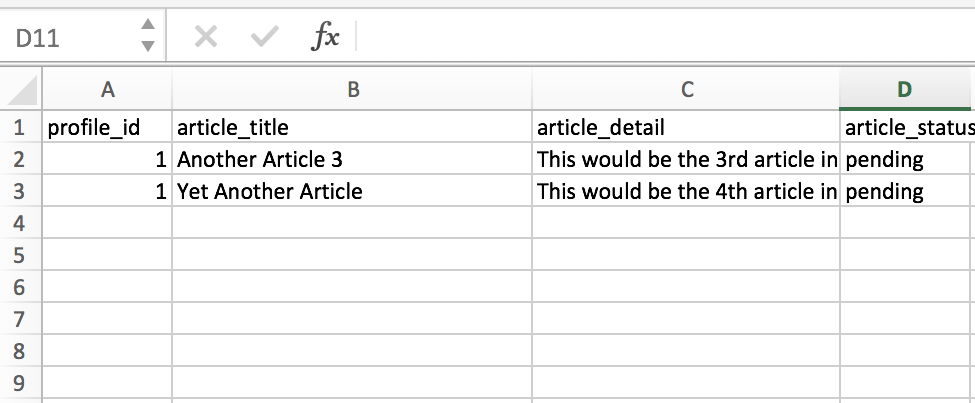 D11 fx
A B C D
1 profile_id article_title article_detail article_status
2 1 Another Article 3 This would be the 3rd article in pending
3 1 Yet Another Article This would be the 4th article in pending
4
5
6
7
8
9